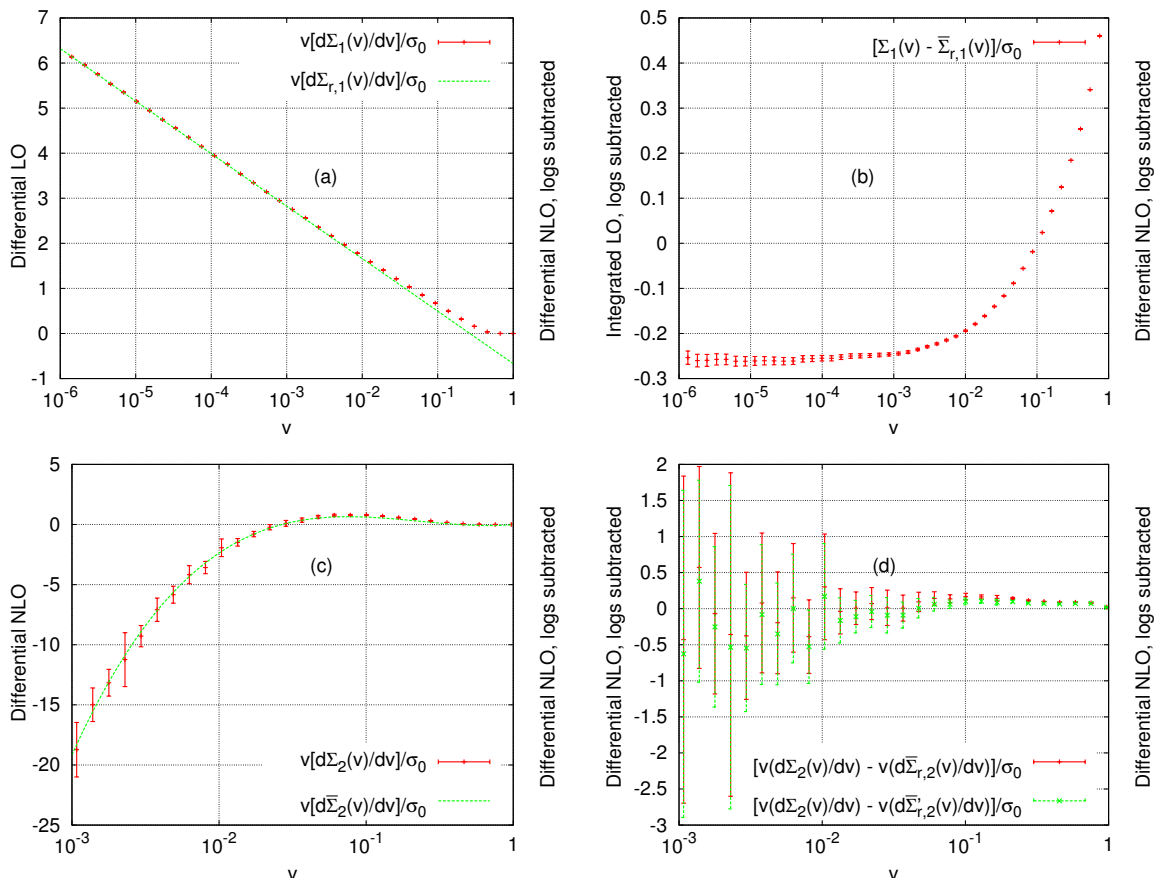 v[dΣ₁(v)/dv]/σ₀
v[dΣr,1(v)/dv]/σ₀
(a)
Differential LO
7
6
5
4
3
2
1
0
-1
10⁻⁶
10⁻⁵
10⁻⁴
10⁻³
10⁻²
10⁻¹
1
v
Differential NLO, logs subtracted
[Σ₁(v) - Σ̅r,1(v)]/σ₀
(b)
Integrated LO, logs subtracted
0.5
0.4
0.3
0.2
0.1
0
-0.1
-0.2
-0.3
10⁻⁶
10⁻⁵
10⁻⁴
10⁻³
10⁻²
10⁻¹
1
v
Differential NLO, logs subtracted
(c)
v[dΣ₂(v)/dv]/σ₀
v[dΣ̅₂(v)/dv]/σ₀
Differential NLO
5
0
-5
-10
-15
-20
-25
10⁻³
10⁻²
10⁻¹
1
v
Differential NLO, logs subtracted
(d)
[v(dΣ₂(v)/dv) - v(dΣ̅r,2(v)/dv)]/σ₀
[v(dΣ₂(v)/dv) - v(dΣ̅'r,2(v)/dv)]/σ₀
Differential NLO, logs subtracted
2
1.5
1
0.5
0
-0.5
-1
-1.5
-2
-2.5
-3
10⁻³
10⁻²
10⁻¹
1
v
Differential NLO, logs subtracted